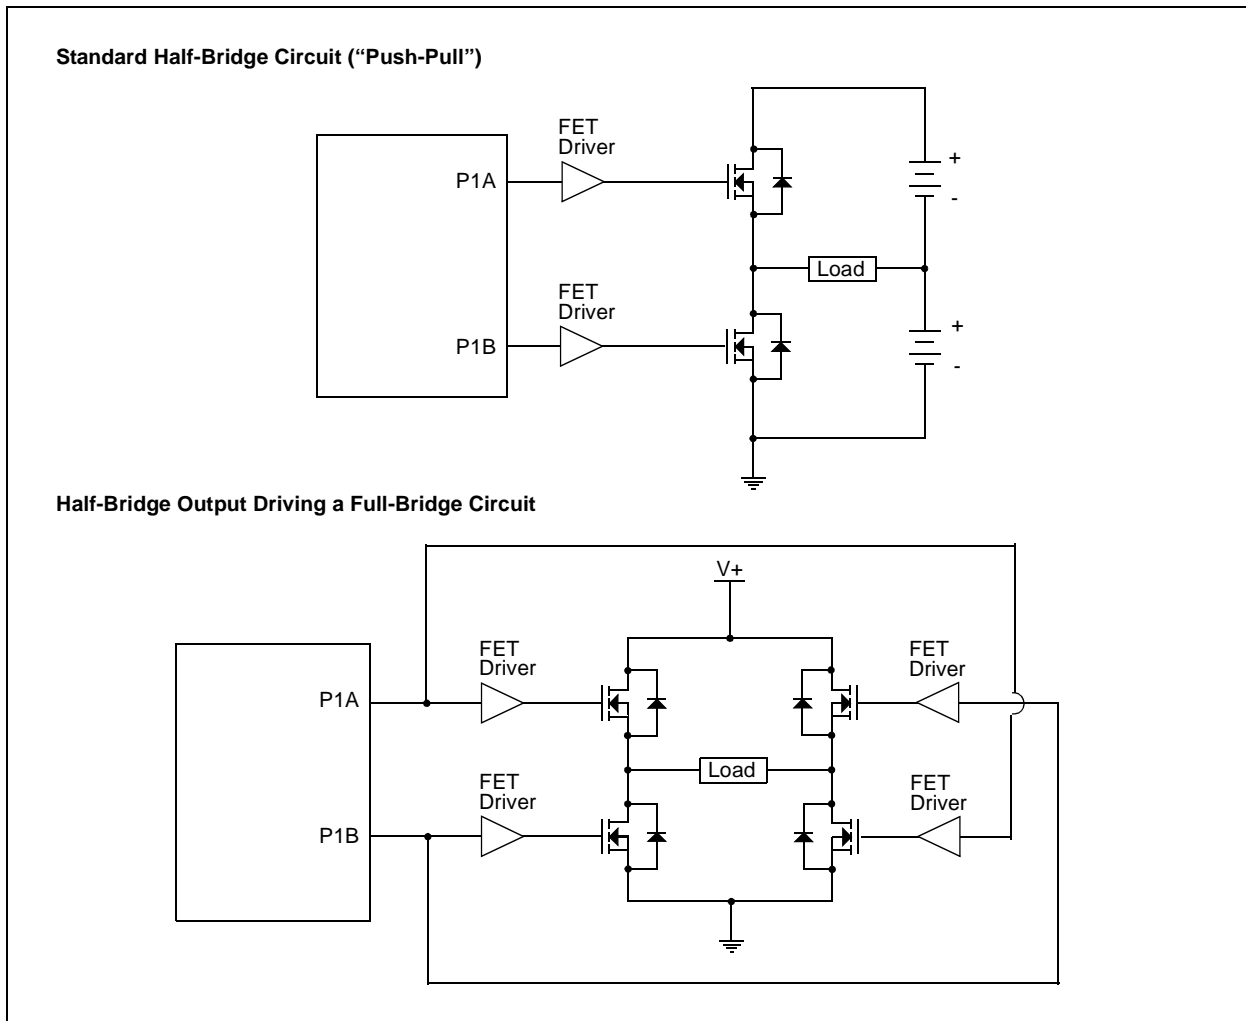 Standard Half-Bridge Circuit (“Push-Pull”)
FET
Driver
P1A
+
-
Load
FET
Driver
P1B
+
-
Half-Bridge Output Driving a Full-Bridge Circuit
V+
FET
Driver
FET
Driver
P1A
Load
FET
Driver
FET
Driver
P1B